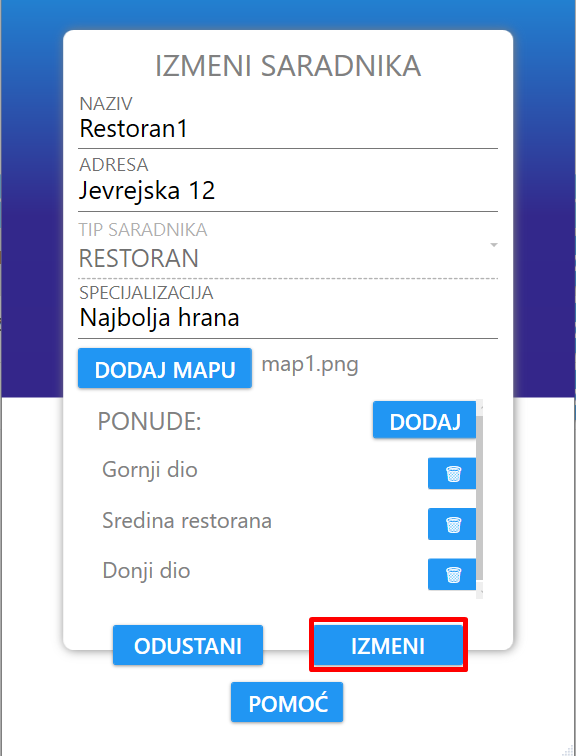 IZMENI SARADNIKA
NAZIV
Restoran1
ADRESA
Jevrejska 12
TIP SARADNIKA
RESTORAN
SPECIJALIZACIJA
Najbolja hrana
DODAJ MAPU map1.png
PONUDE: DODAJ
Gornji dio
Sredina restorana
Donji dio
ODUSTANI IZMENI
POMOĆ